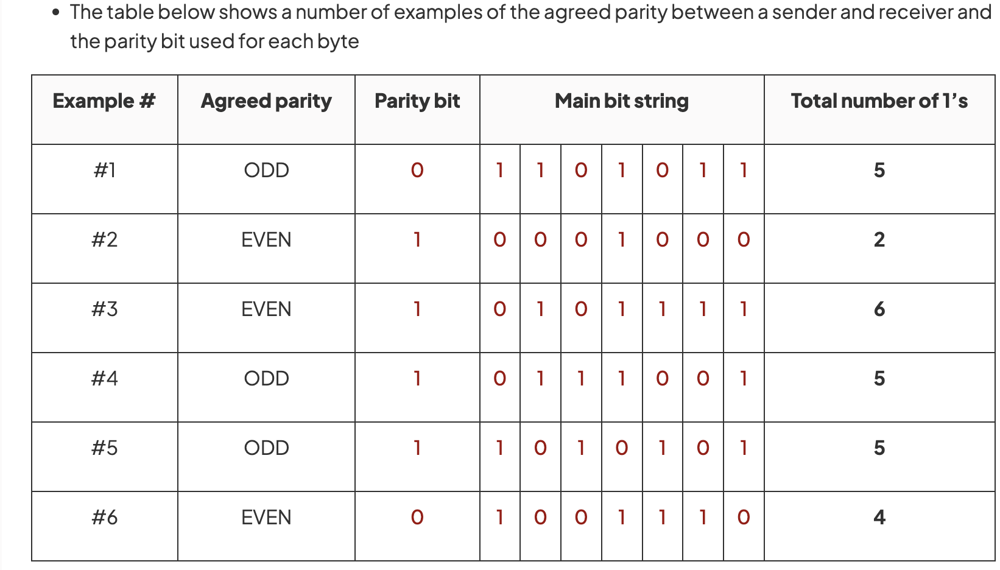 • The table below shows a number of examples of the agreed parity between a sender and receiver and
the parity bit used for each byte
Example # Agreed parity Parity bit Main bit string Total number of 1’s
#1 ODD 0 1 1 0 1 0 1 1 5
#2 EVEN 1 0 0 0 1 0 0 0 2
#3 EVEN 1 0 1 0 1 1 1 1 6
#4 ODD 1 0 1 1 1 0 0 1 5
#5 ODD 1 1 0 1 0 1 0 1 5
#6 EVEN 0 1 0 0 1 1 1 0 4